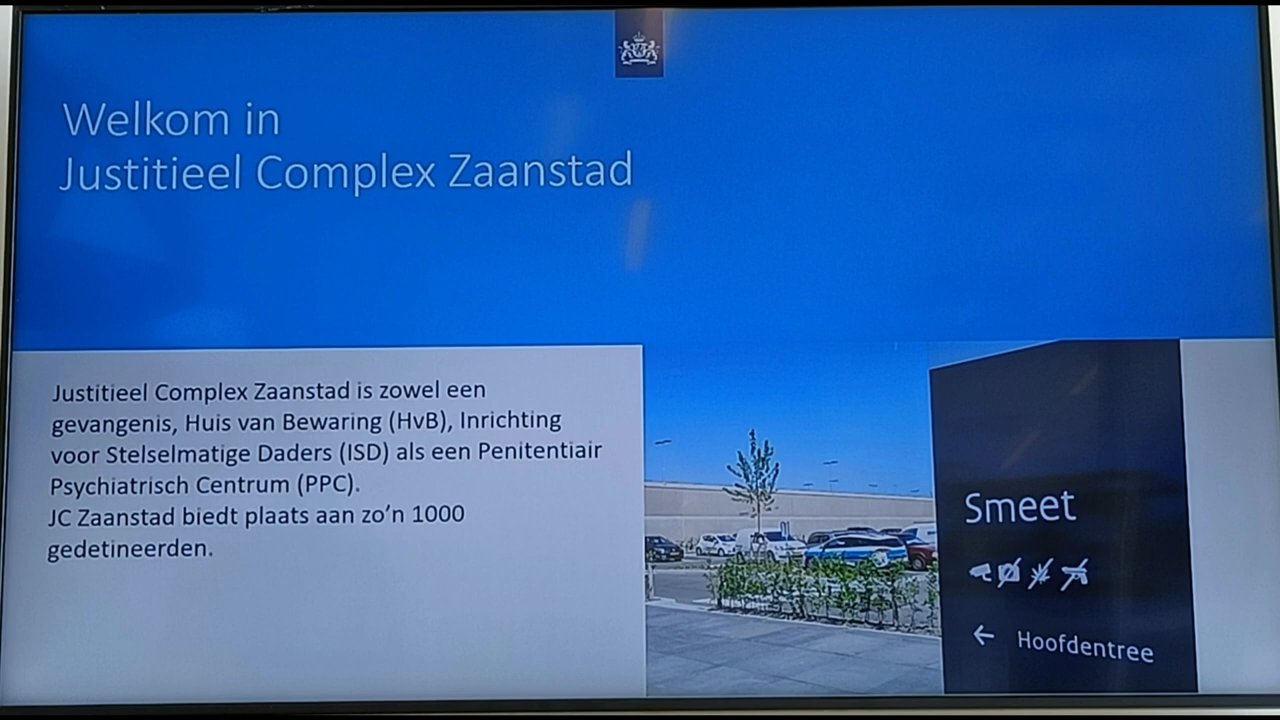 Welkom in
Justitieel Complex Zaanstad
Justitieel Complex Zaanstad is zowel een
gevangenis, Huis van Bewaring (HvB), Inrichting
voor Stelselmatige Daders (ISD) als een Penitentiair
Psychiatrisch Centrum (PPC).
JC Zaanstad biedt plaats aan zo’n 1000
gedetineerden.
Smeet
← Hoofdentree